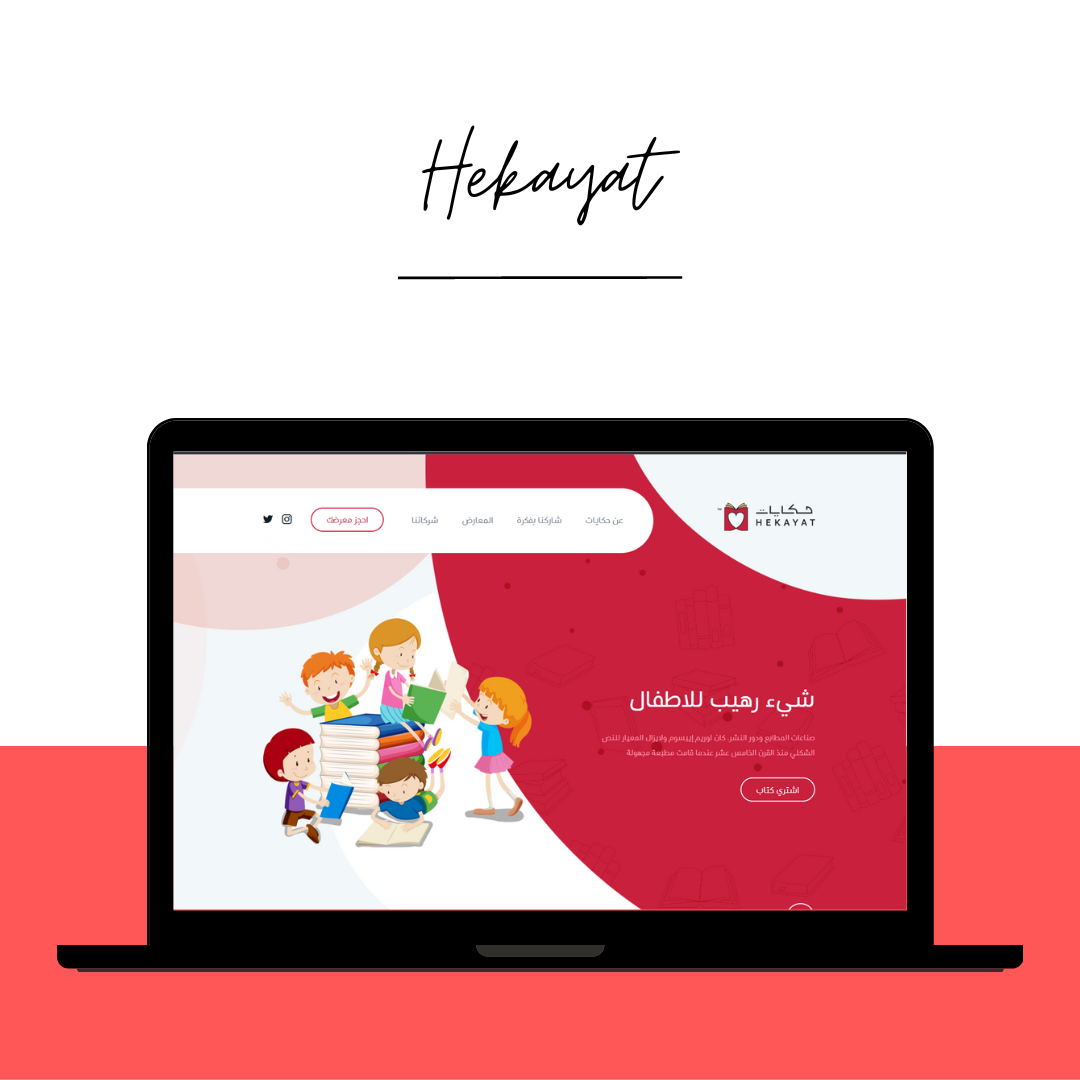 Hekayat
حكايات
HEKAYAT
عن حكايات
شاركنا بفكرة
المعارض
شركائنا
احجز معرضك
شيء رهيب للاطفال
صناعات المطابع ودور النشر. كان لوريم إيبسوم ولايزال المعيار للنص
الشكلي منذ القرن الخامس عشر عندما قامت مطبعة مجهولة
اشتري كتاب